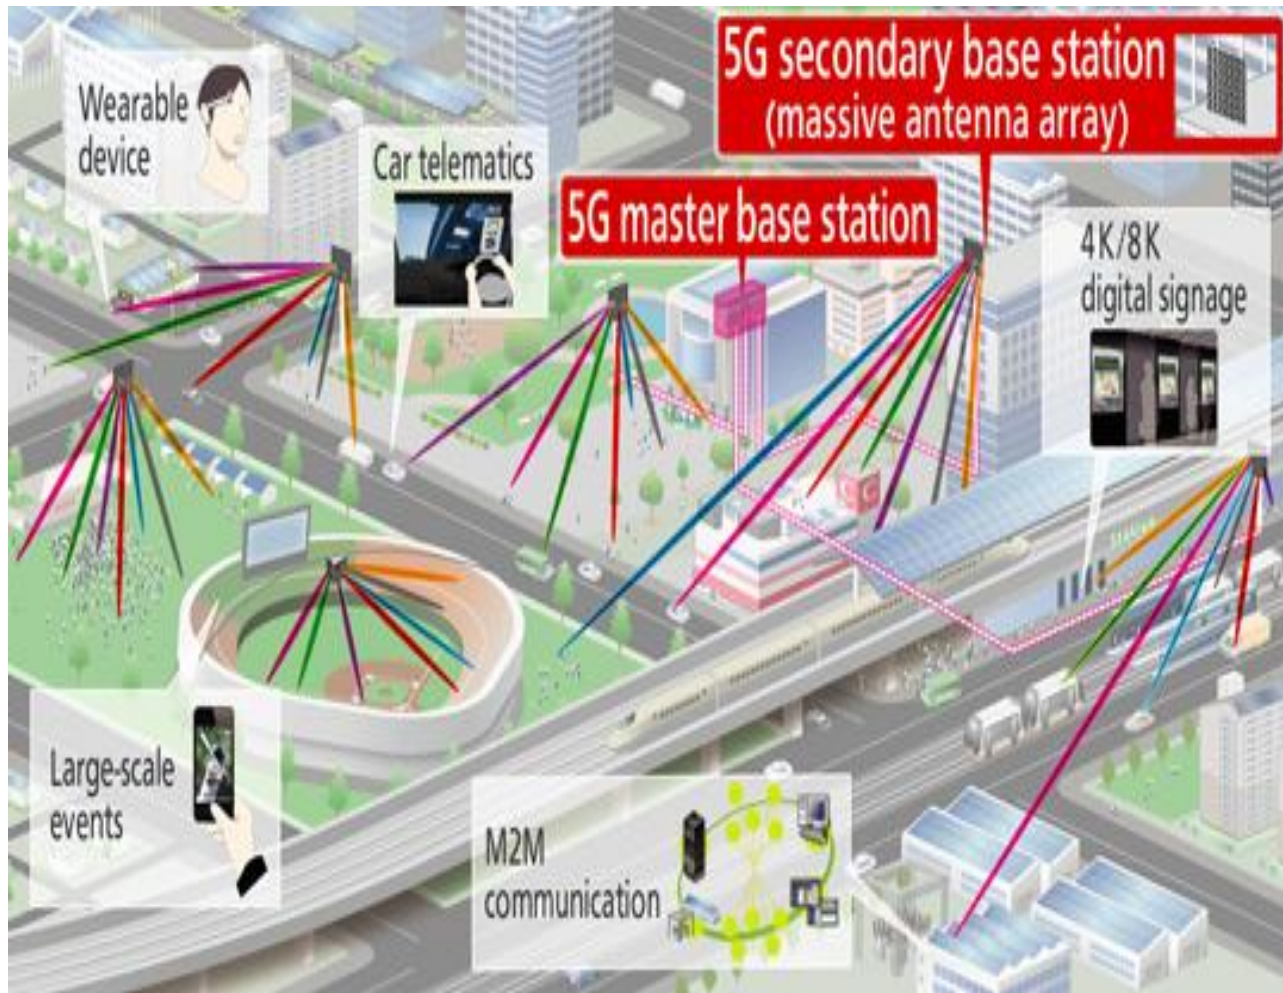 5G secondary base station
(massive antenna array)
Wearable
device
Car telematics
5G master base station
4K/8K
digital signage
Large-scale
events
M2M
communication